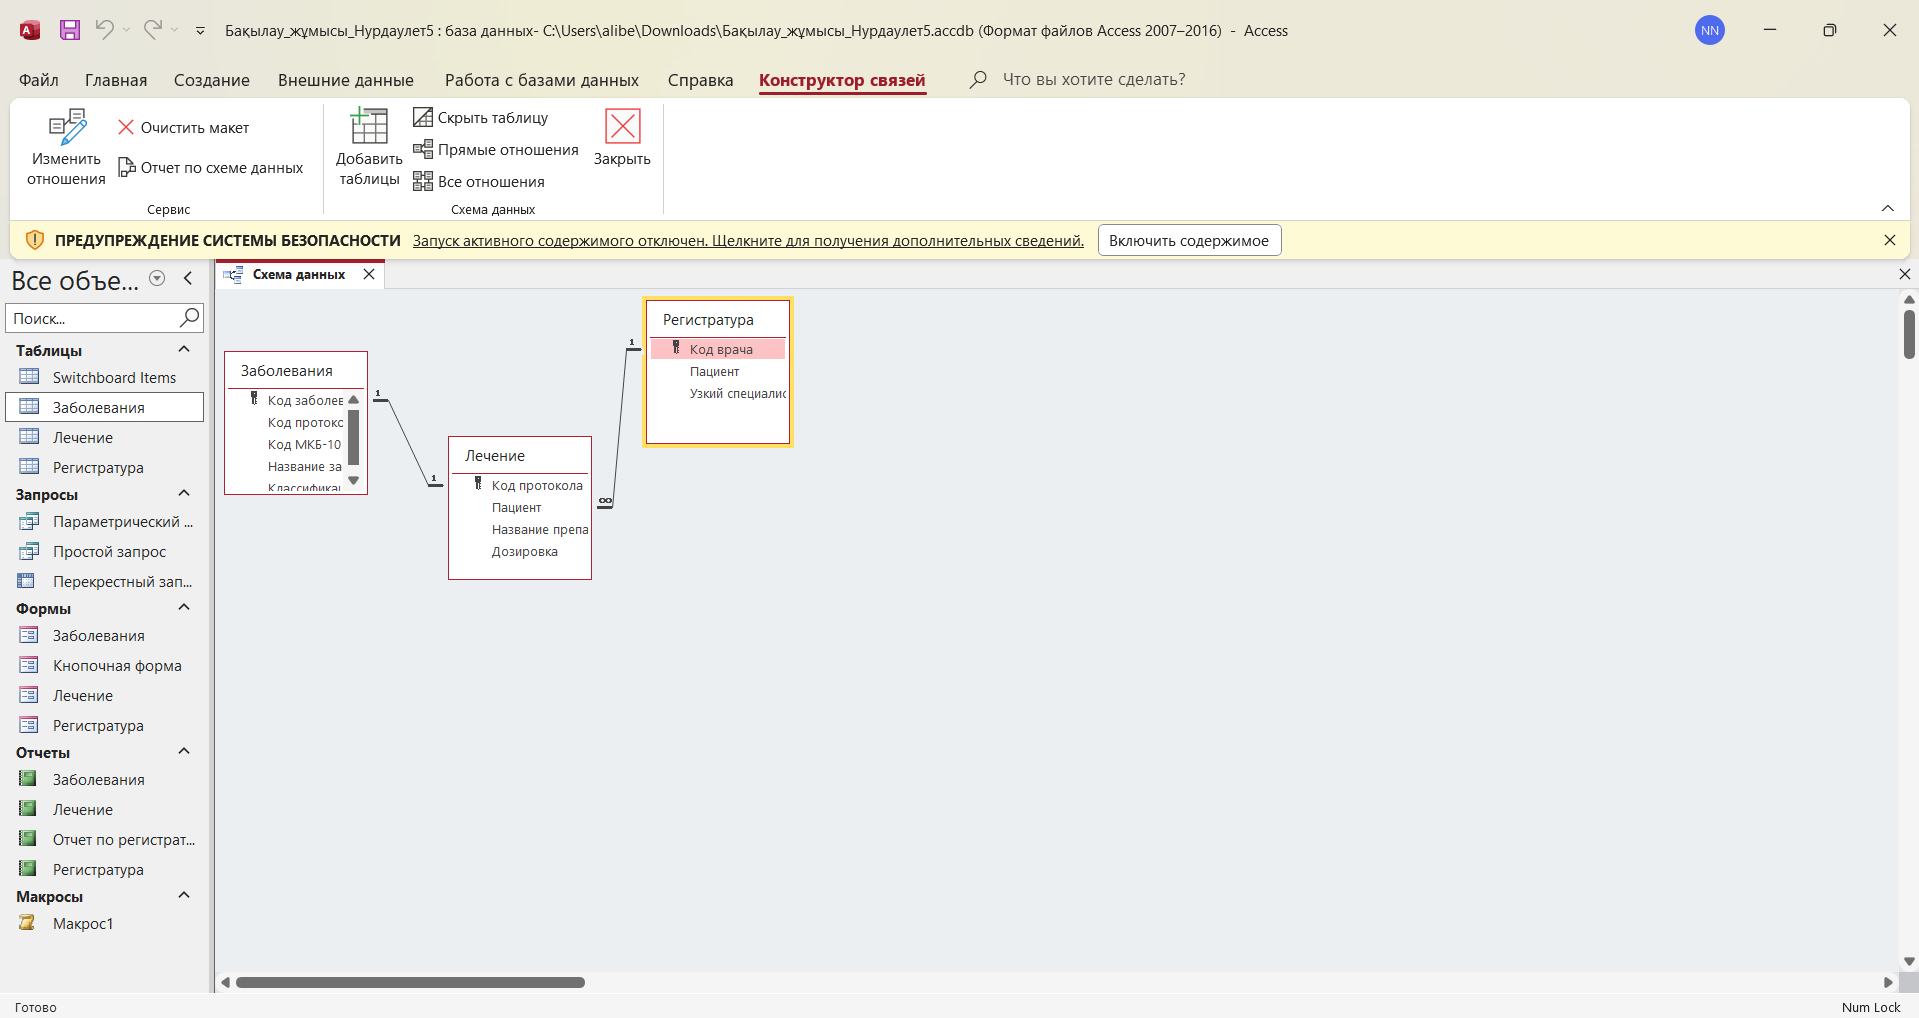 Бақылау_жұмысы_Нурдаулет5 : база данных- C:\Users\alibe\Downloads\Бақылау_жұмысы_Нурдаулет5.accdb (Формат файлов Access 2007–2016) - Access
NN
Файл Главная Создание Внешние данные Работа с базами данных Справка Конструктор связей Что вы хотите сделать?
Изменить отношения
Очистить макет
Отчет по схеме данных
Сервис
Добавить таблицы
Скрыть таблицу
Прямые отношения
Все отношения
Закрыть
Схема данных
ПРЕДУПРЕЖДЕНИЕ СИСТЕМЫ БЕЗОПАСНОСТИ Запуск активного содержимого отключен. Щелкните для получения дополнительных сведений. Включить содержимое
Все объе...
Поиск...
Таблицы
Switchboard Items
Заболевания
Лечение
Регистратура
Запросы
Параметрический ...
Простой запрос
Перекрестный зап...
Формы
Заболевания
Кнопочная форма
Лечение
Регистратура
Отчеты
Заболевания
Лечение
Отчет по регистрат...
Регистратура
Макросы
Макрос1
Схема данных
Заболевания
Код заболев
Код протокo
Код МКБ-10
Название за
Классификац
1
1
Лечение
Код протокола
Пациент
Название препа
Дозировка
∞
1
Регистратура
Код врача
Пациент
Узкий специалис
Готово
Num Lock